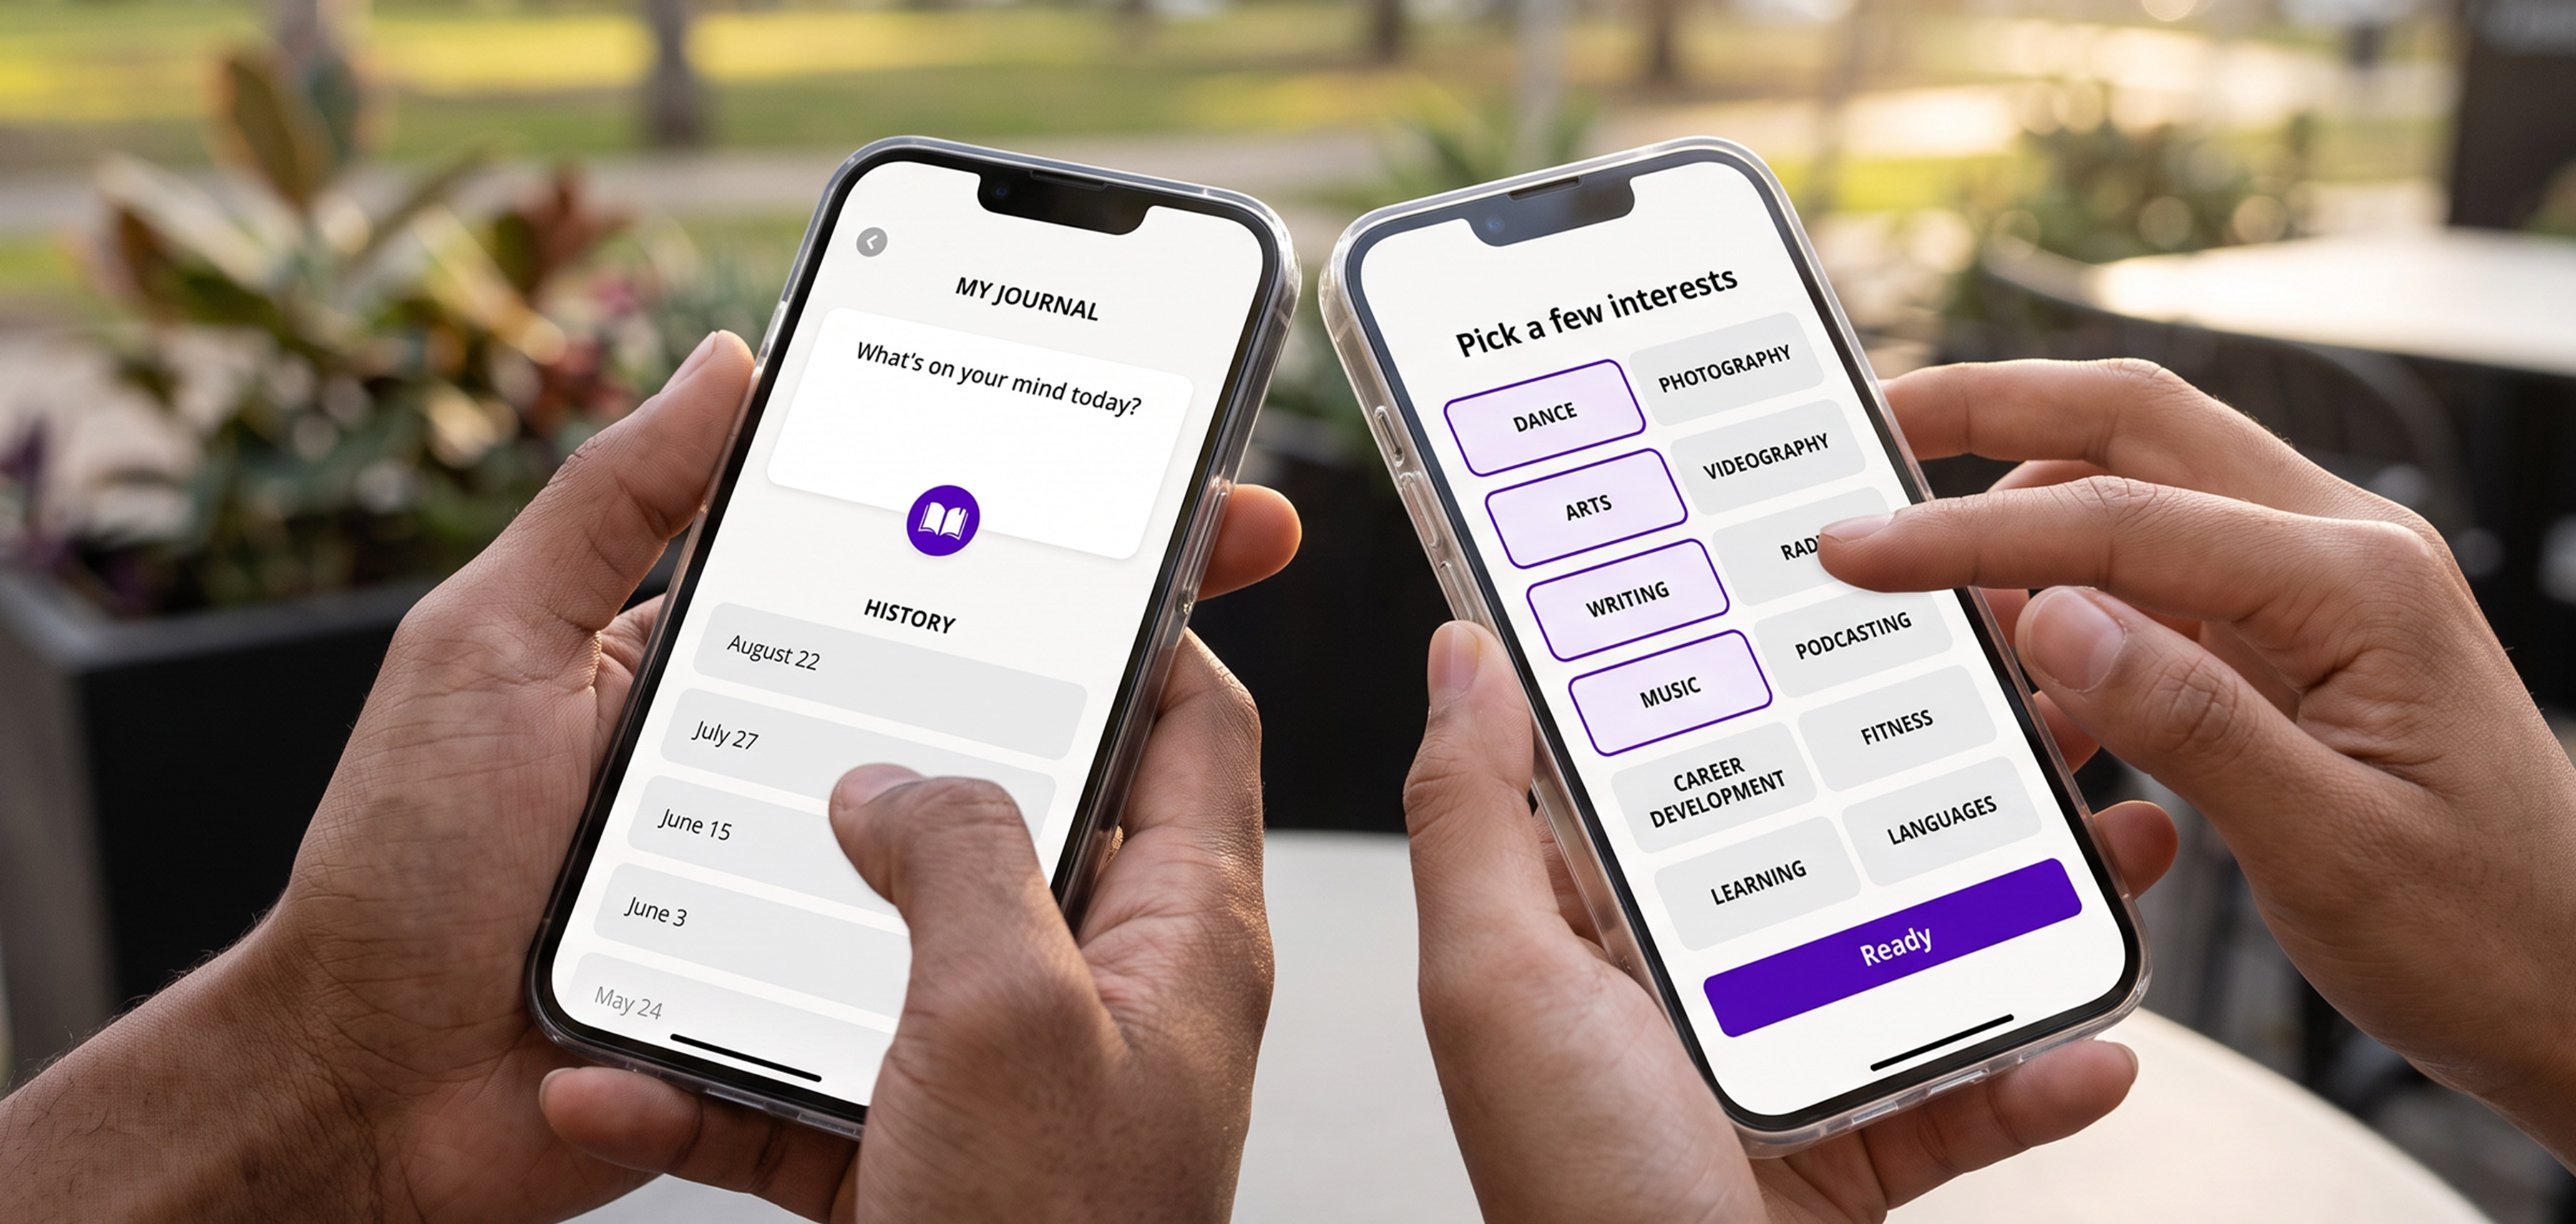 MY JOURNAL
What's on your mind today?
HISTORY
August 22
July 27
June 15
June 3
May 24
Pick a few interests
DANCE
PHOTOGRAPHY
ARTS
VIDEOGRAPHY
WRITING
MUSIC
PODCASTING
CAREER
DEVELOPMENT
FITNESS
LEARNING
LANGUAGES
Ready